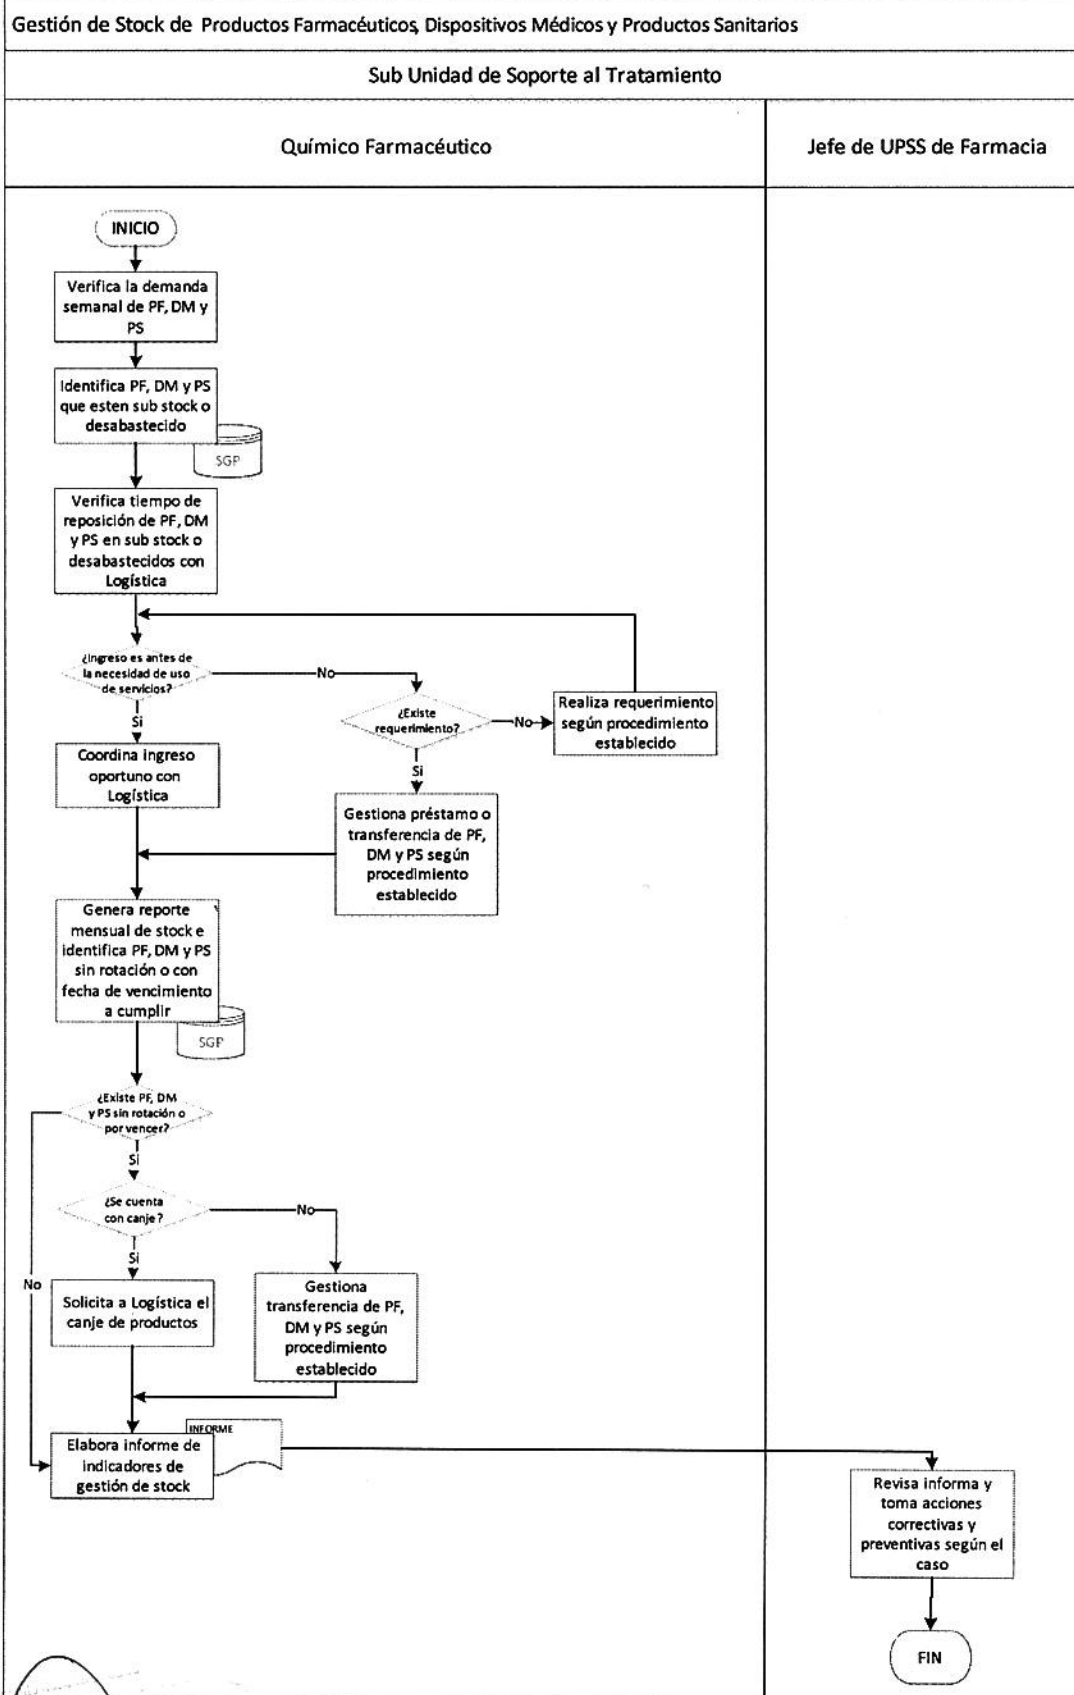 Gestión de Stock de Productos Farmacéuticos, Dispositivos Médicos y Productos Sanitarios
Sub Unidad de Soporte al Tratamiento
Químico Farmacéutico
Jefe de UPSS de Farmacia
INICIO
Verifica la demanda
semanal de PF, DM y
PS
Identifica PF, DM y PS
que esten sub stock o
desabastecido
SGP
Verifica tiempo de
reposición de PF, DM
y PS en sub stock o
desabastecidos con
Logística
¿Ingreso es antes de
la necesidad de uso
de servicios?
No
Si
¿Existe
requerimiento?
No
Realiza requerimiento
según procedimiento
establecido
Si
Coordina ingreso
oportuno con
Logística
Gestiona préstamo o
transferencia de PF,
DM y PS según
procedimiento
establecido
Genera reporte
mensual de stock e
identifica PF, DM y PS
sin rotación o con
fecha de vencimiento
a cumplir
SGP
¿Existe PF, DM
y PS sin rotación o
por vencer?
Si
No
¿Se cuenta
con canje?
No
Si
Solicita a Logística el
canje de productos
Gestiona
transferencia de PF,
DM y PS según
procedimiento
establecido
INFORME
Elabora informe de
indicadores de
gestión de stock
Revisa informa y
toma acciones
correctivas y
preventivas según el
caso
FIN